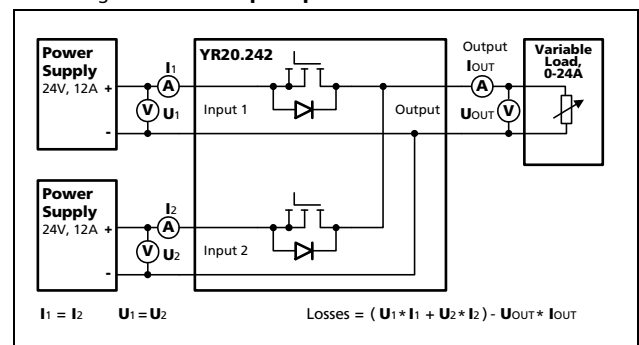 Power
Supply
24V, 12A +
-
I1
A
V U1
YR20.242
Input 1
Output
Output
IOUT
A
UOUT V
Variable
Load,
0-24A
Power
Supply
24V, 12A +
-
I2
A
V U2
Input 2
I1 = I2 U1 = U2 Losses = ( U1* I1 + U2* I2 ) - UOUT* IOUT